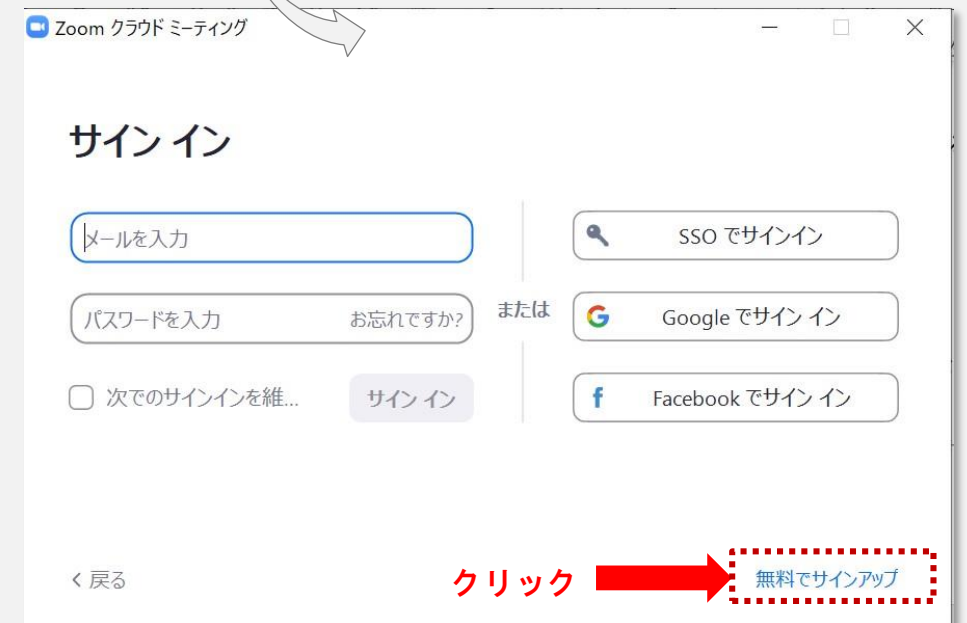 Zoom クラウド ミーティング
サイン イン
メールを入力
パスワードを入力 お忘れですか?
次でのサインインを維...
サイン イン
または
SSO でサインイン
Google でサイン イン
Facebook でサイン イン
戻る
クリック
無料でサインアップ